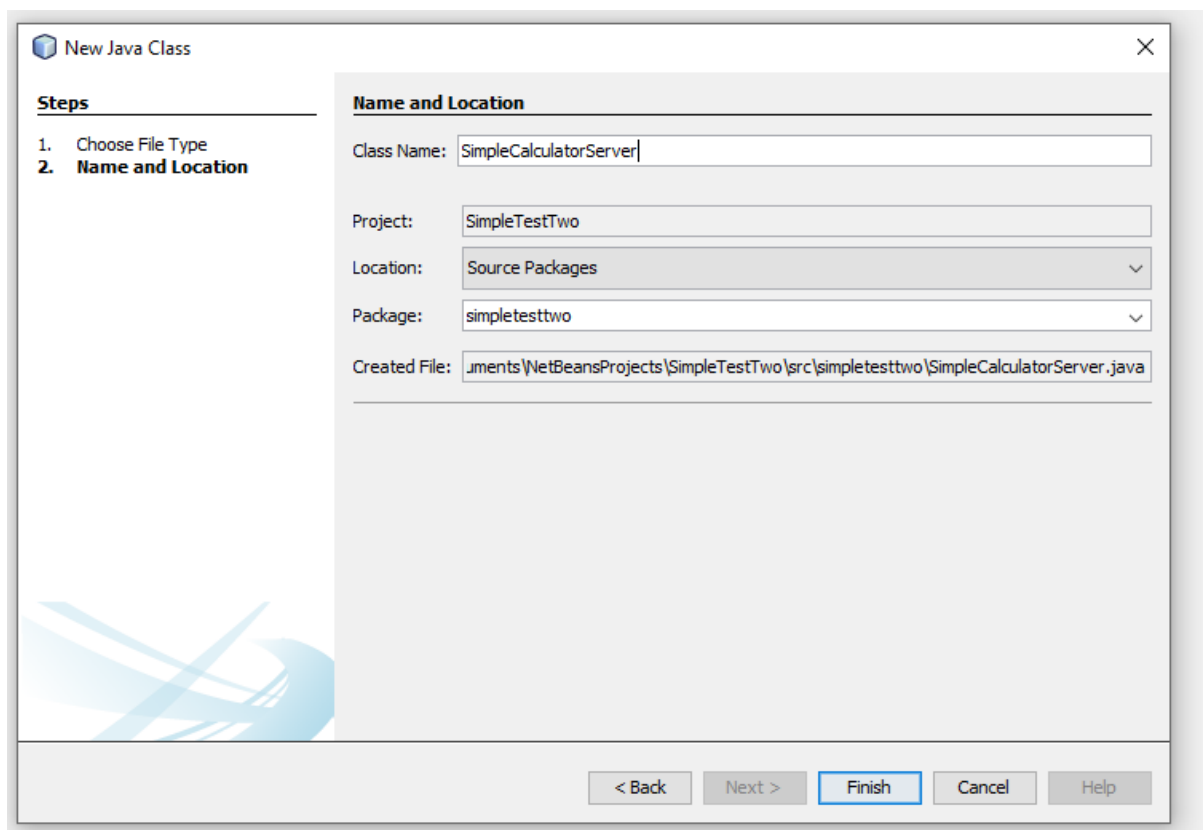 New Java Class
Steps
1. Choose File Type
2. Name and Location
Name and Location
Class Name: SimpleCalculatorServer
Project: SimpleTestTwo
Location: Source Packages
Package: simpletesttwo
Created File: uments\NetBeansProjects\SimpleTestTwo\src\simpletesttwo\SimpleCalculatorServer.java
< Back Next > Finish Cancel Help